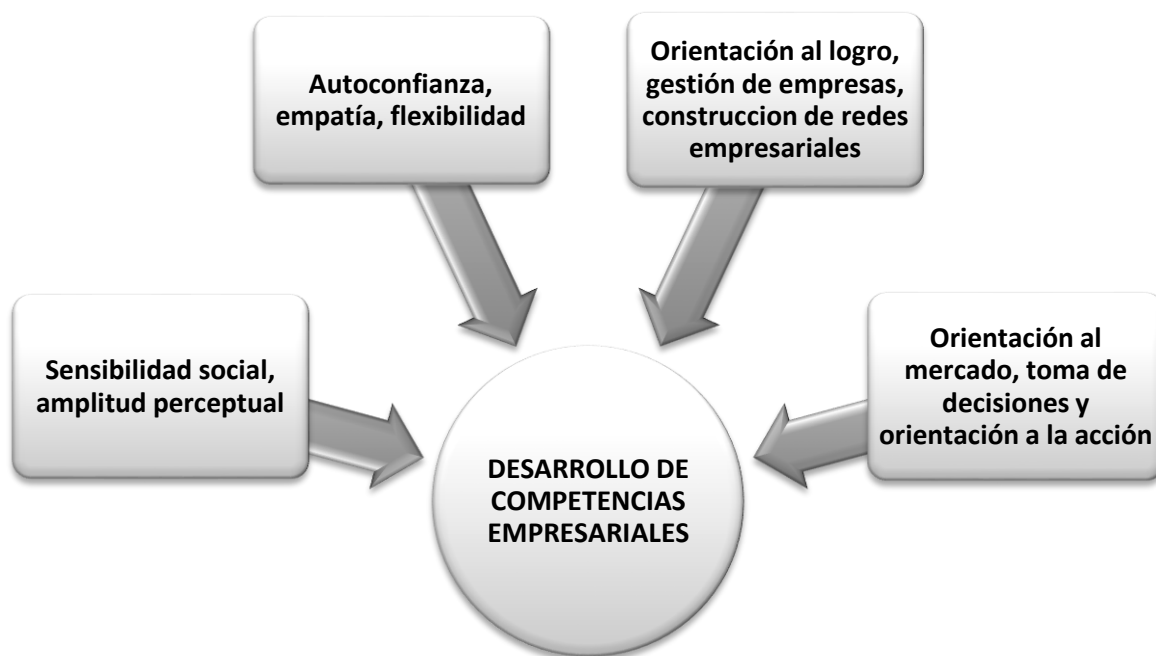 Autoconfianza,
empatía, flexibilidad
Orientación al logro,
gestión de empresas,
construccion de redes
empresariales
Sensibilidad social,
amplitud perceptual
Orientación al
mercado, toma de
decisiones y
orientación a la acción
DESARROLLO DE
COMPETENCIAS
EMPRESARIALES